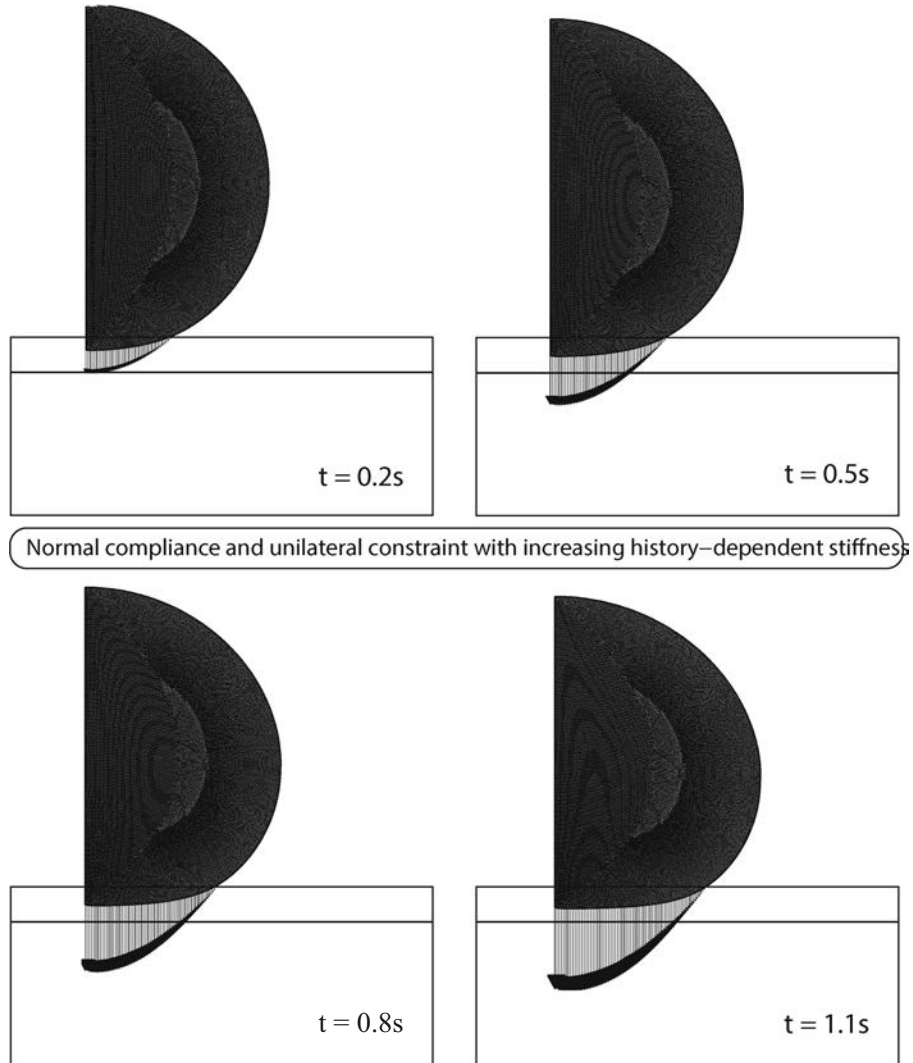 t = 0.2s
t = 0.5s
Normal compliance and unilateral constraint with increasing history–dependent stiffness
t = 0.8s
t = 1.1s